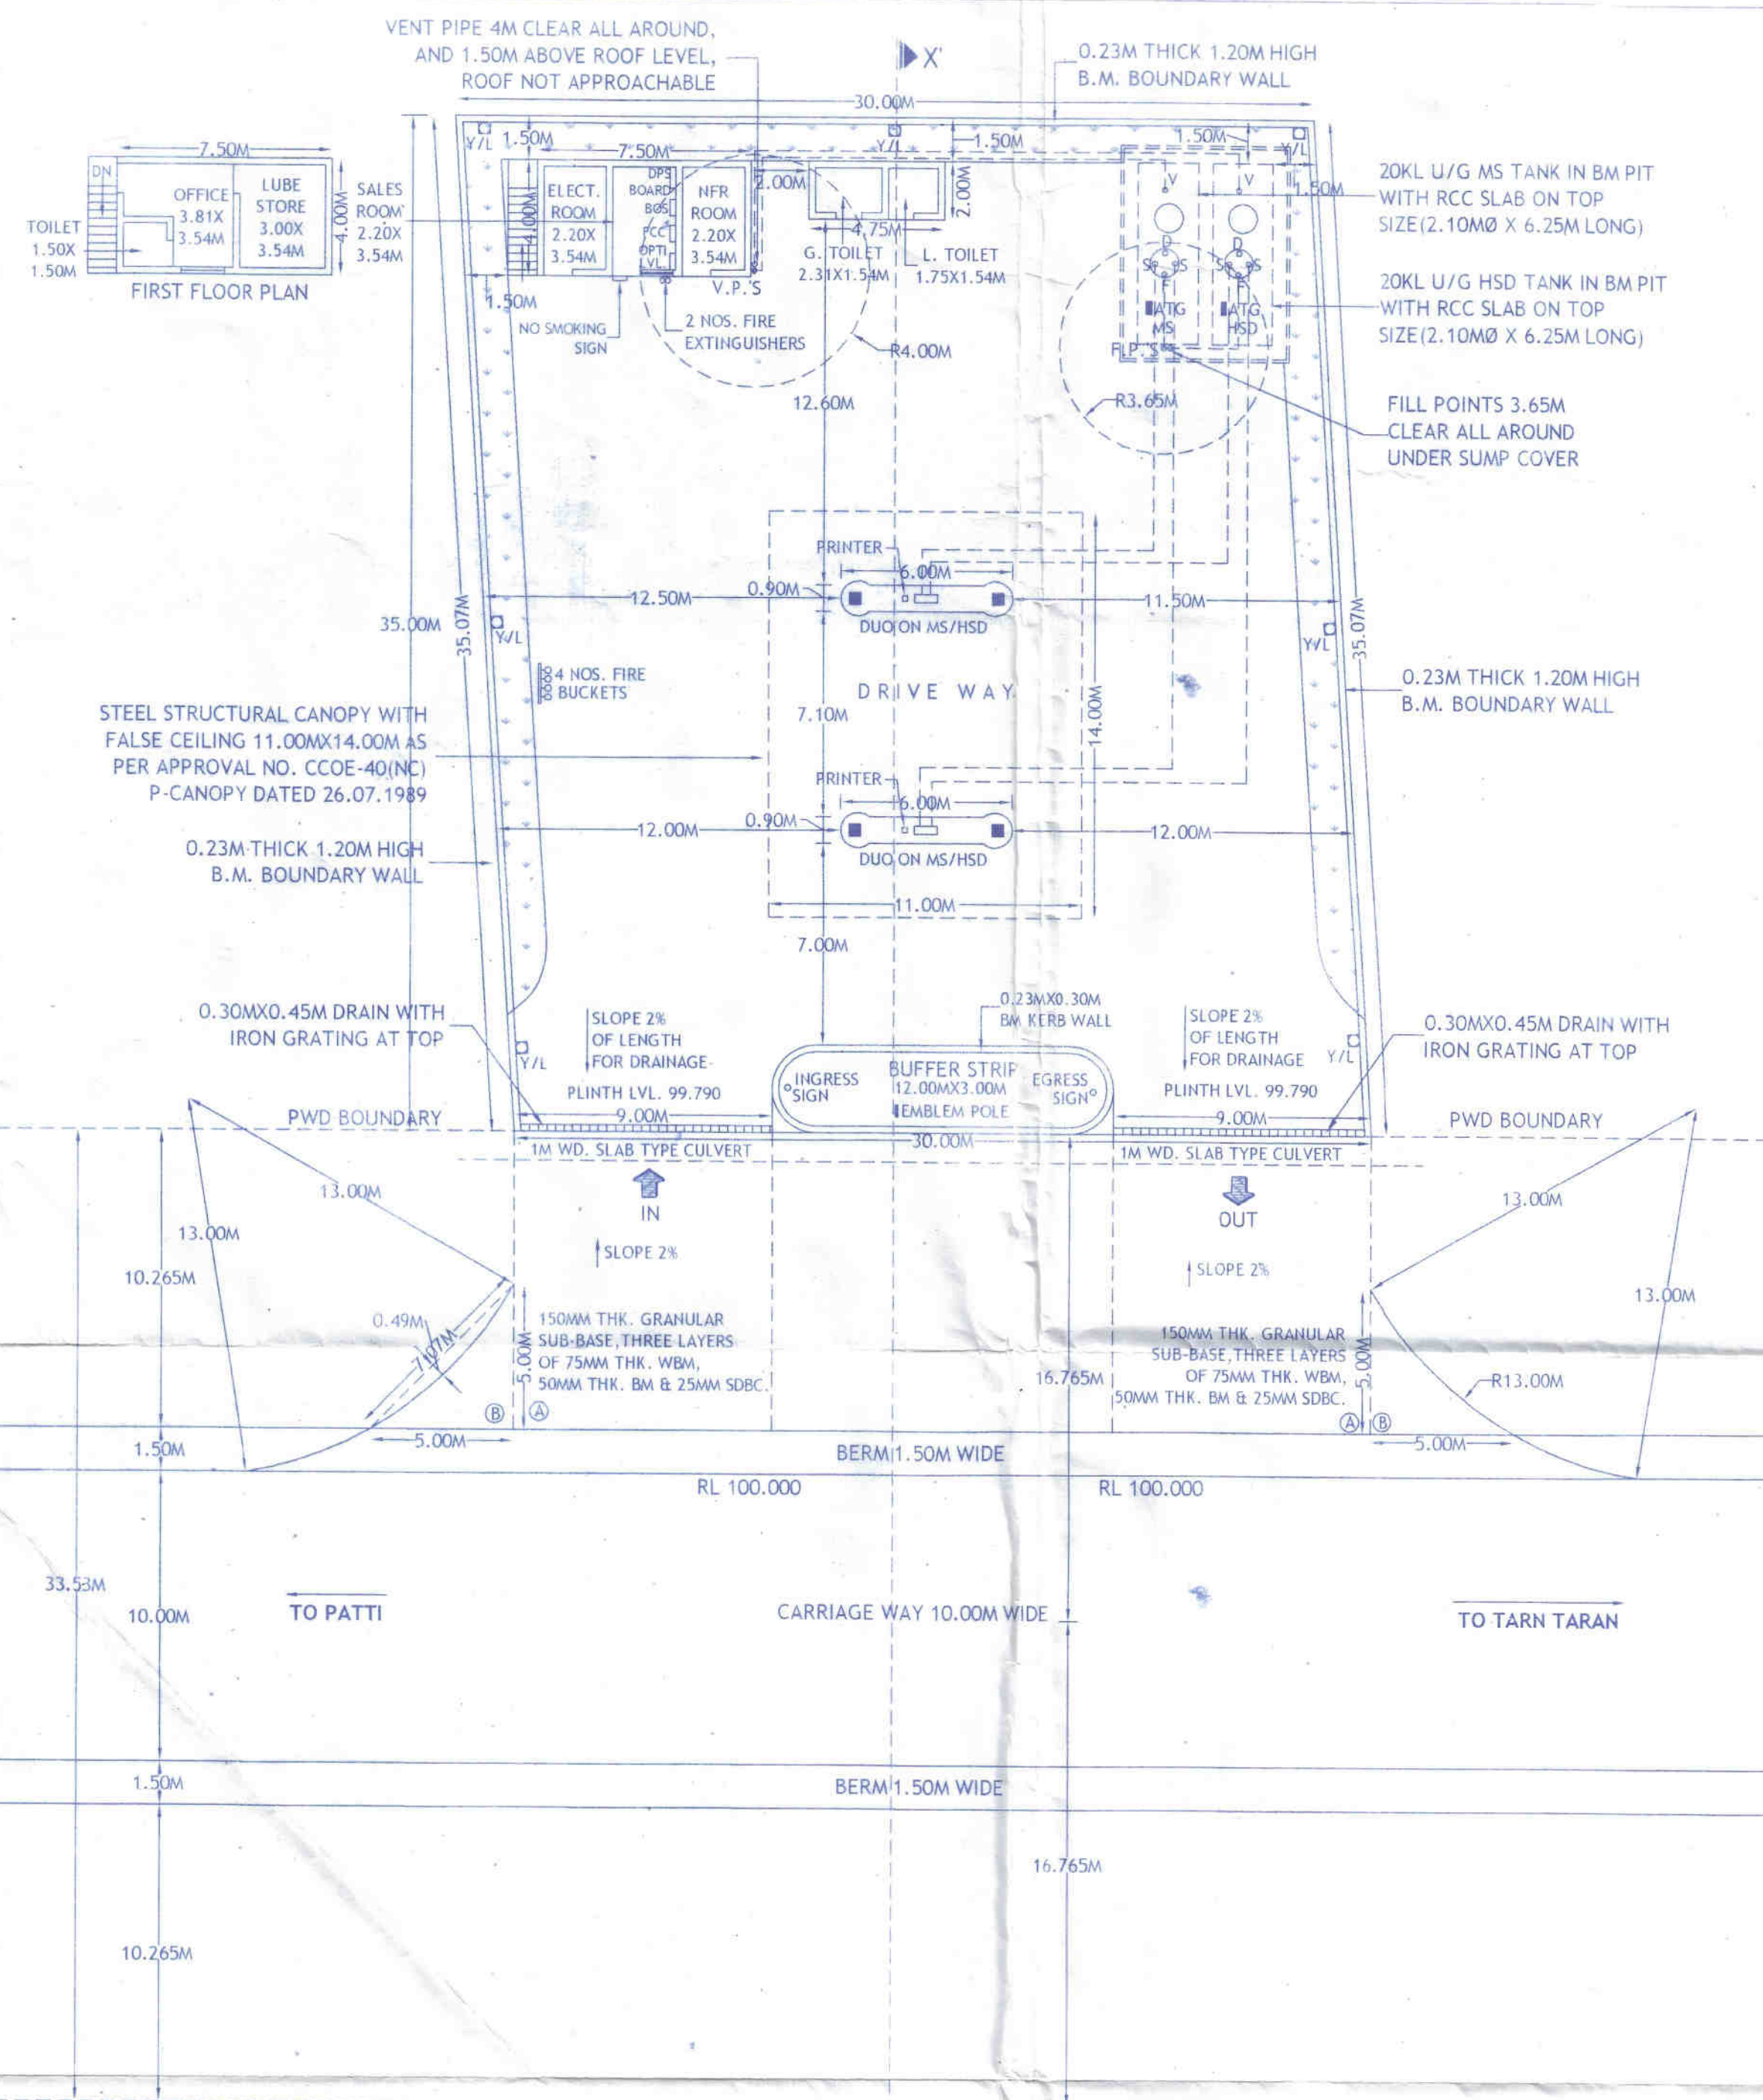 VENT PIPE 4M CLEAR ALL AROUND,
AND 1.50M ABOVE ROOF LEVEL,
ROOF NOT APPROACHABLE
X'
0.23M THICK 1.20M HIGH
B.M. BOUNDARY WALL
30.00M
Y/L
1.50M
7.50M
Y/L
1.50M
1.50M
Y/L
7.50M
DN
OFFICE
3.81X
3.54M
LUBE
STORE
3.00X
3.54M
4.00M
TOILET
1.50X
1.50M
FIRST FLOOR PLAN
SALES
ROOM
2.20X
3.54M
4.00M
ELECT.
ROOM
2.20X
3.54M
DPS
BOARD
BOS
FCC
OPTI
VL.
NFR
ROOM
2.20X
3.54M
2.00M
2.00M
4.75M
G. TOILET
2.31X1.54M
L. TOILET
1.75X1.54M
V.P.'S
1.50M
NO SMOKING
SIGN
2 NOS. FIRE
EXTINGUISHERS
R4.00M
V
V
1.50M
D
D
S
S
S
F
ATG
MS
ATG
HSD
F.P.'S
20KL U/G MS TANK IN BM PIT
WITH RCC SLAB ON TOP
SIZE(2.10MØ X 6.25M LONG)
20KL U/G HSD TANK IN BM PIT
WITH RCC SLAB ON TOP
SIZE(2.10MØ X 6.25M LONG)
12.60M
R3.65M
FILL POINTS 3.65M
CLEAR ALL AROUND
UNDER SUMP COVER
PRINTER
6.00M
12.50M
0.90M
11.50M
DUO ON MS/HSD
35.00M
35.07M
Y/L
Y/L
35.07M
4 NOS. FIRE
BUCKETS
DRIVE WAY
7.10M
14.00M
0.23M THICK 1.20M HIGH
B.M. BOUNDARY WALL
STEEL STRUCTURAL CANOPY WITH
FALSE CEILING 11.00MX14.00M AS
PER APPROVAL NO. CCOE-40(NC)
P-CANOPY DATED 26.07.1989
PRINTER
6.00M
12.00M
0.90M
12.00M
DUO ON MS/HSD
0.23M THICK 1.20M HIGH
B.M. BOUNDARY WALL
11.00M
7.00M
0.30MX0.45M DRAIN WITH
IRON GRATING AT TOP
SLOPE 2%
OF LENGTH
FOR DRAINAGE
0.23MX0.30M
BM KERB WALL
SLOPE 2%
OF LENGTH
FOR DRAINAGE
0.30MX0.45M DRAIN WITH
IRON GRATING AT TOP
Y/L
Y/L
PLINTH LVL. 99.790
INGRESS
SIGN
BUFFER STRIP
12.00MX3.00M
EMBLEM POLE
EGRESS
SIGN
PLINTH LVL. 99.790
PWD BOUNDARY
9.00M
9.00M
PWD BOUNDARY
30.00M
1M WD. SLAB TYPE CULVERT
1M WD. SLAB TYPE CULVERT
IN
OUT
13.00M
13.00M
13.00M
13.00M
SLOPE 2%
SLOPE 2%
10.265M
0.49M
5.00M
150MM THK. GRANULAR
SUB-BASE,THREE LAYERS
OF 75MM THK. WBM,
50MM THK. BM & 25MM SDBC.
16.765M
150MM THK. GRANULAR
SUB-BASE,THREE LAYERS
OF 75MM THK. WBM,
50MM THK. BM & 25MM SDBC.
5.00M
R13.00M
B A
A B
5.00M
5.00M
1.50M
BERM 1.50M WIDE
RL 100.000
RL 100.000
33.53M
10.00M
TO PATTI
CARRIAGE WAY 10.00M WIDE
TO TARN TARAN
1.50M
BERM 1.50M WIDE
16.765M
10.265M